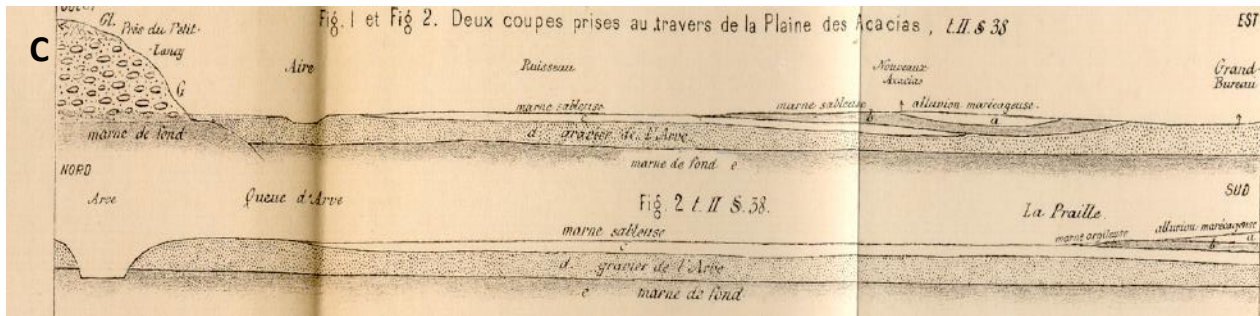 C
OUEST
Fig. 1 et Fig 2. Deux coupes prises au travers de la Plaine des Acacias, t.II. § 38
EST
GL.
Près du Petit-
Lancy
Aire
Ruisseau
Nouveaux
Acacias
Grand-
Bureau
G
marne sableuse
marne sableuse
alluvion marécageuse.
c
b
a
marne de fond
d gravier de l'Arve
marne de fond e
NORD
SUD
Arve
Queue d'Arve
Fig. 2 t. II §. 38.
La Praille.
marne sableuse
marne argileuse
alluvion marécageuse
c
b
a
d. gravier de l'Arve
e marne de fond